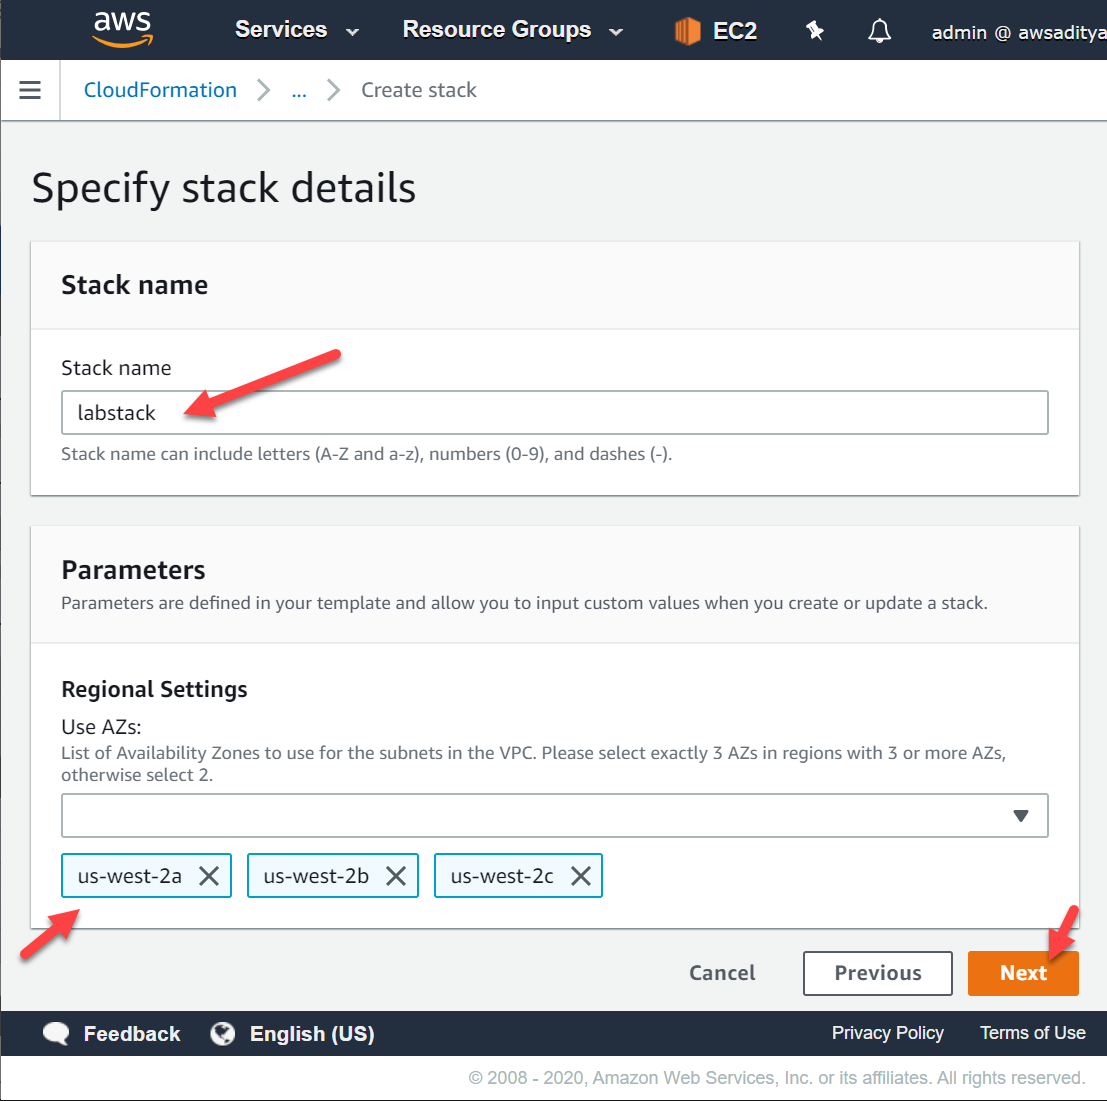 aws Services Resource Groups EC2 admin @ awsaditya
CloudFormation ... Create stack
Specify stack details
Stack name
Stack name
labstack
Stack name can include letters (A-Z and a-z), numbers (0-9), and dashes (-).
Parameters
Parameters are defined in your template and allow you to input custom values when you create or update a stack.
Regional Settings
Use AZs:
List of Availability Zones to use for the subnets in the VPC. Please select exactly 3 AZs in regions with 3 or more AZs,
otherwise select 2.
us-west-2a us-west-2b us-west-2c
Cancel Previous Next
Feedback English (US) Privacy Policy Terms of Use
© 2008 - 2020, Amazon Web Services, Inc. or its affiliates. All rights reserved.